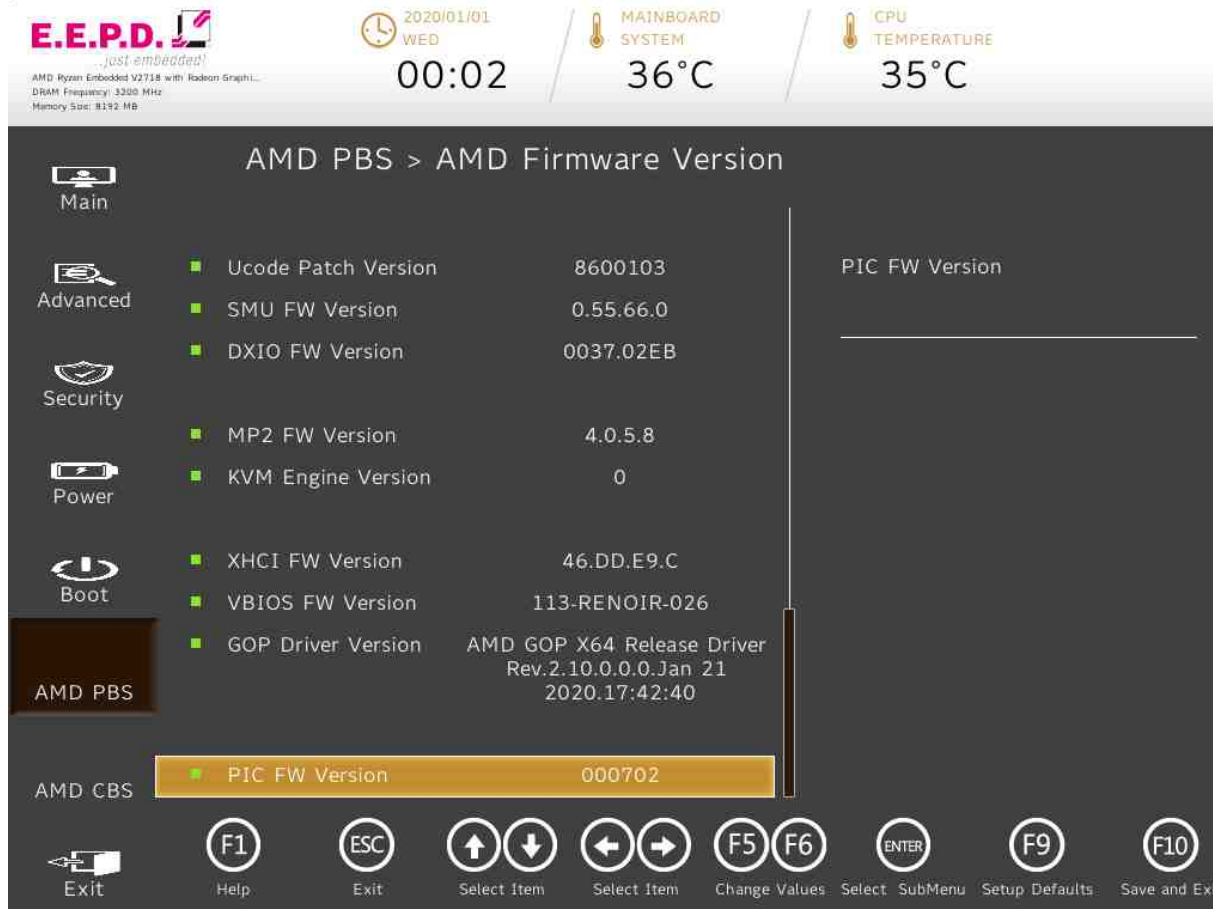 E.E.P.D.
...just embedded!
AMD Ryzen Embedded V2718 with Radeon Graphi...
DRAM Frequency: 3200 MHz
Memory Size: 8192 MB
2020/01/01
WED
00:02
MAINBOARD
SYSTEM
36°C
CPU
TEMPERATURE
35°C
AMD PBS > AMD Firmware Version
Main
Advanced
Security
Power
Boot
AMD PBS
AMD CBS
Exit
Ucode Patch Version 8600103
SMU FW Version 0.55.66.0
DXIO FW Version 0037.02EB
MP2 FW Version 4.0.5.8
KVM Engine Version 0
XHCI FW Version 46.DD.E9.C
VBIOS FW Version 113-RENOIR-026
GOP Driver Version AMD GOP X64 Release Driver
Rev.2.10.0.0.0.Jan 21
2020.17:42:40
PIC FW Version 000702
PIC FW Version
F1 ESC F5 F6 ENTER F9 F10
Help Exit Select Item Select Item Change Values Select SubMenu Setup Defaults Save and Ex